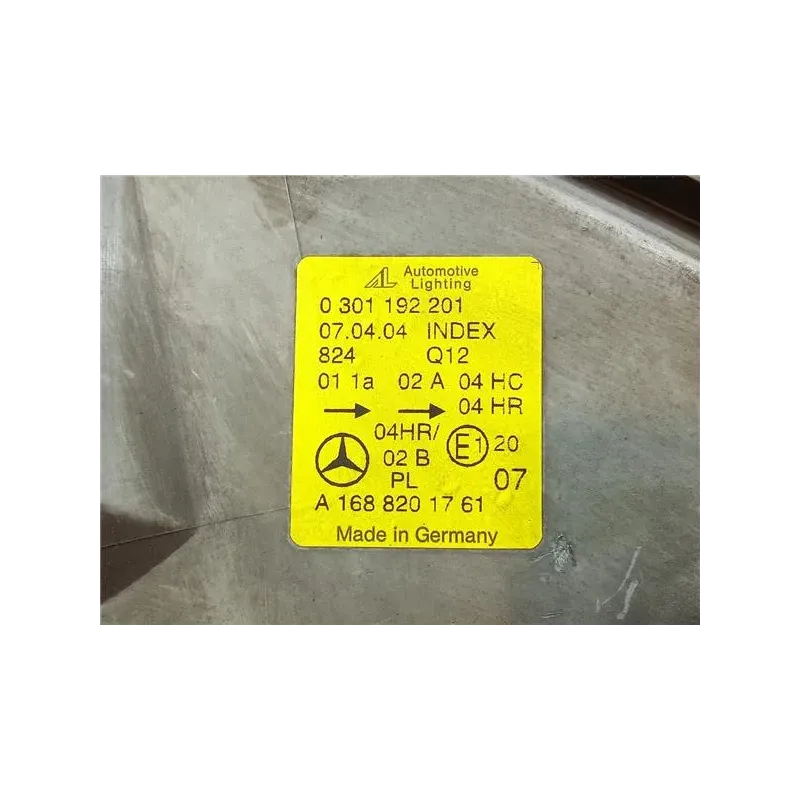 AL Automotive
Lighting
0 301 192 201
07.04.04 INDEX
824 Q12
01 1a 02 A 04 HC
→ → 04 HR
04HR/
02 B
PL
E1 20
07
A 168 820 17 61
Made in Germany